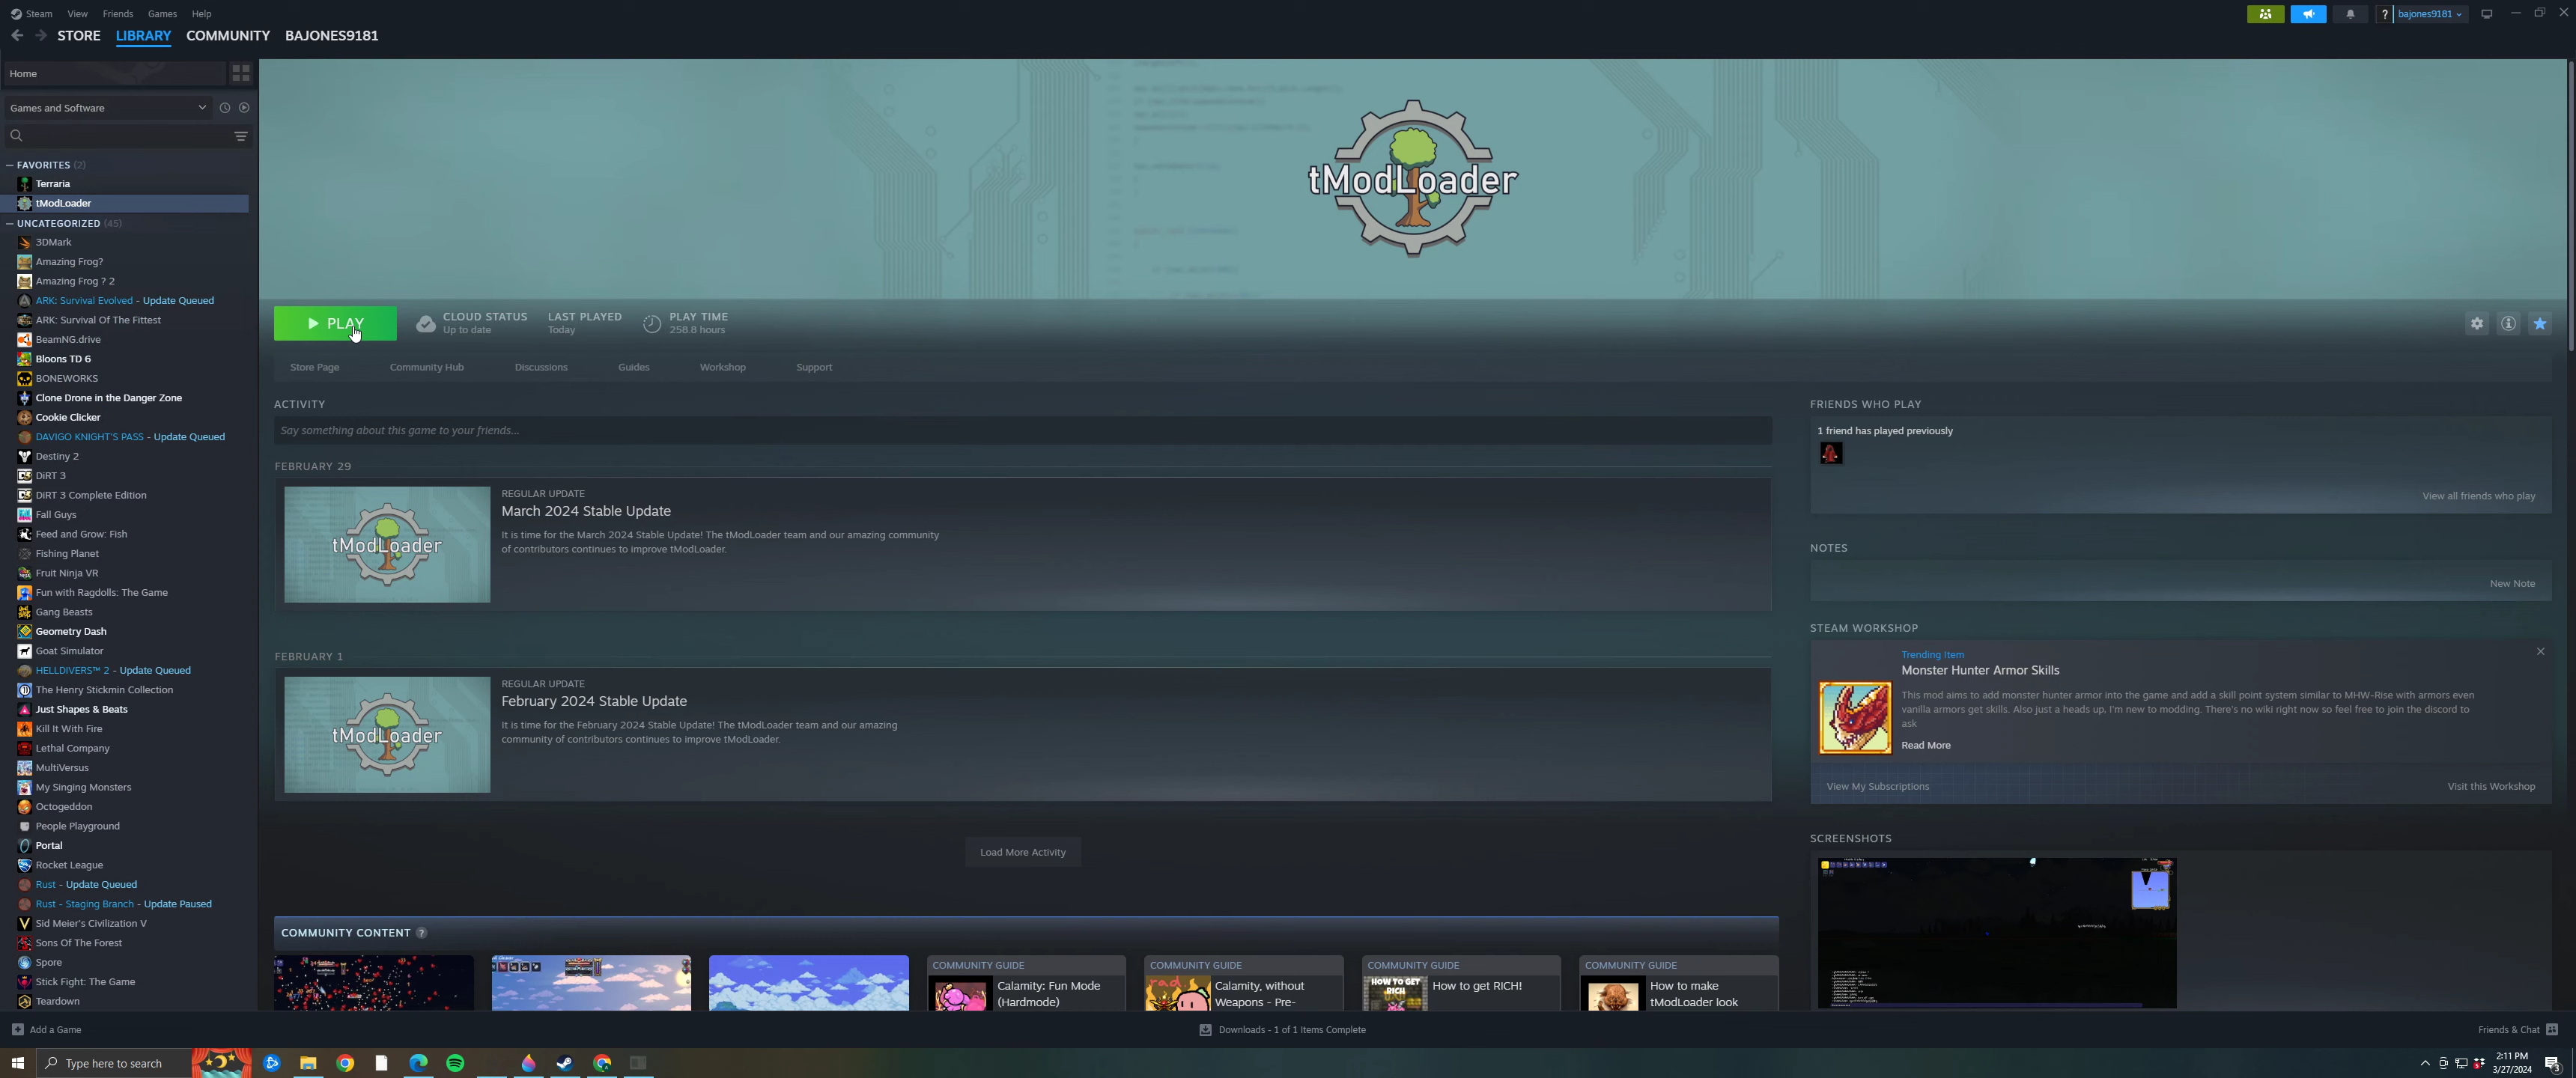 Steam View Friends Games Help
bajones9181
STORE LIBRARY COMMUNITY BAJONES9181
Home
Games and Software
FAVORITES (2)
Terraria
tModLoader
UNCATEGORIZED (45)
3DMark
Amazing Frog?
Amazing Frog ? 2
ARK: Survival Evolved - Update Queued
ARK: Survival Of The Fittest
BeamNG.drive
Bloons TD 6
BONEWORKS
Clone Drone in the Danger Zone
Cookie Clicker
DAVIGO KNIGHT'S PASS - Update Queued
Destiny 2
DiRT 3
DiRT 3 Complete Edition
Fall Guys
Feed and Grow: Fish
Fishing Planet
Fruit Ninja VR
Fun with Ragdolls: The Game
Gang Beasts
Geometry Dash
Goat Simulator
HELLDIVERS™ 2 - Update Queued
The Henry Stickmin Collection
Just Shapes & Beats
Kill It With Fire
Lethal Company
MultiVersus
My Singing Monsters
Octogeddon
People Playground
Portal
Rocket League
Rust - Update Queued
Rust - Staging Branch - Update Paused
Sid Meier's Civilization V
Sons Of The Forest
Spore
Stick Fight: The Game
Teardown
tModLoader
PLAY
CLOUD STATUS
Up to date
LAST PLAYED
Today
PLAY TIME
258.8 hours
Store Page Community Hub Discussions Guides Workshop Support
ACTIVITY
Say something about this game to your friends...
FEBRUARY 29
tModLoader
REGULAR UPDATE
March 2024 Stable Update
It is time for the March 2024 Stable Update! The tModLoader team and our amazing community
of contributors continues to improve tModLoader.
FEBRUARY 1
tModLoader
REGULAR UPDATE
February 2024 Stable Update
It is time for the February 2024 Stable Update! The tModLoader team and our amazing
community of contributors continues to improve tModLoader.
Load More Activity
COMMUNITY CONTENT ?
COMMUNITY GUIDE
Calamity: Fun Mode
(Hardmode)
COMMUNITY GUIDE
Calamity, without
Weapons - Pre-
COMMUNITY GUIDE
HOW TO GET
RICH
How to get RICH!
COMMUNITY GUIDE
How to make
tModLoader look
FRIENDS WHO PLAY
1 friend has played previously
View all friends who play
NOTES
New Note
STEAM WORKSHOP
Trending Item
Monster Hunter Armor Skills
This mod aims to add monster hunter armor into the game and add a skill point system similar to MHW-Rise with armors even
vanilla armors get skills. Also just a heads up, I'm new to modding. There's no wiki right now so feel free to join the discord to
ask
Read More
View My Subscriptions Visit this Workshop
SCREENSHOTS
Add a Game
Downloads - 1 of 1 Items Complete
Friends & Chat
Type here to search
2:11 PM
3/27/2024
3